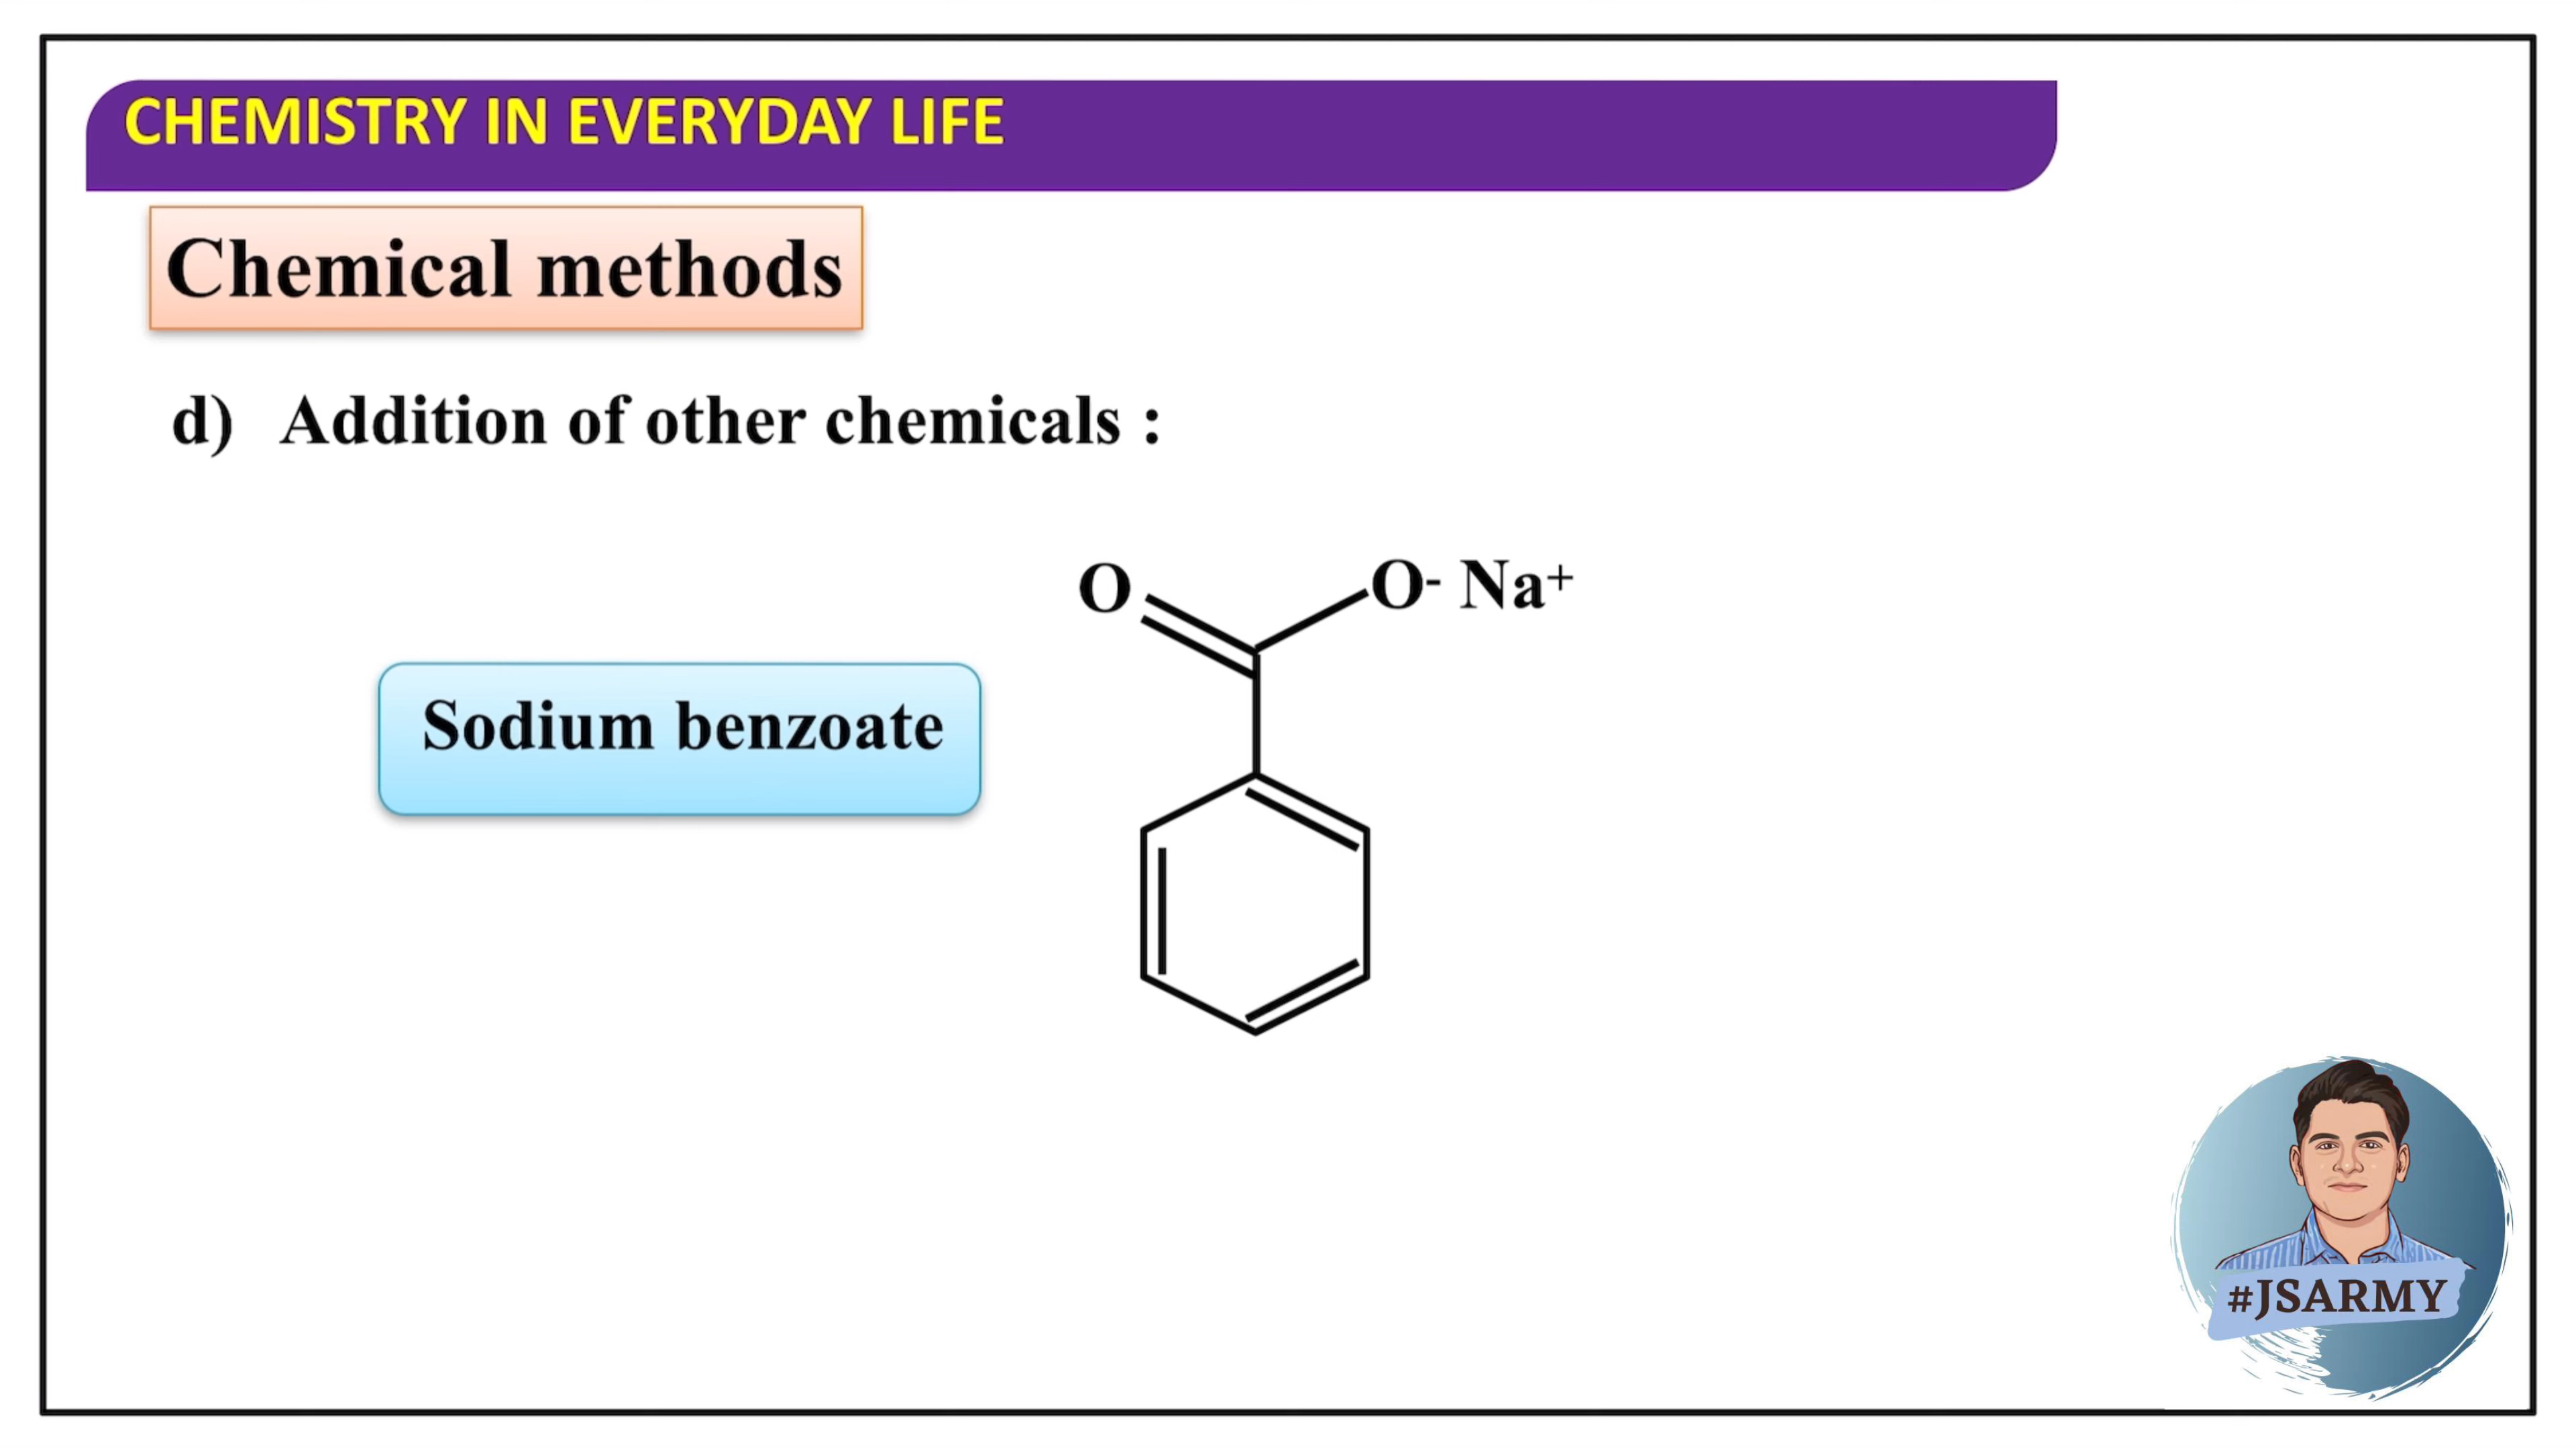 CHEMISTRY IN EVERYDAY LIFE
Chemical methods
d) Addition of other chemicals :
O O- Na+
Sodium benzoate
#JSARMY